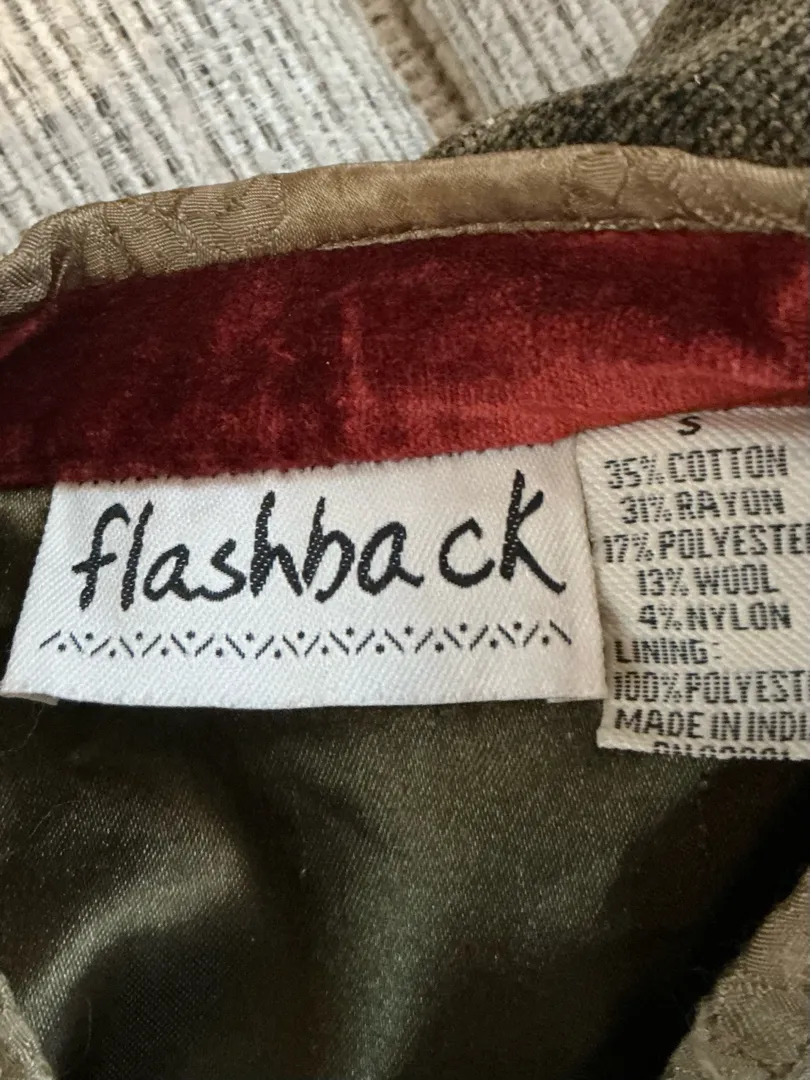 flashback
S
35% COTTON
31% RAYON
17% POLYESTE
13% WOOL
4% NYLON
LINING:
100% POLYEST
MADE IN INDI